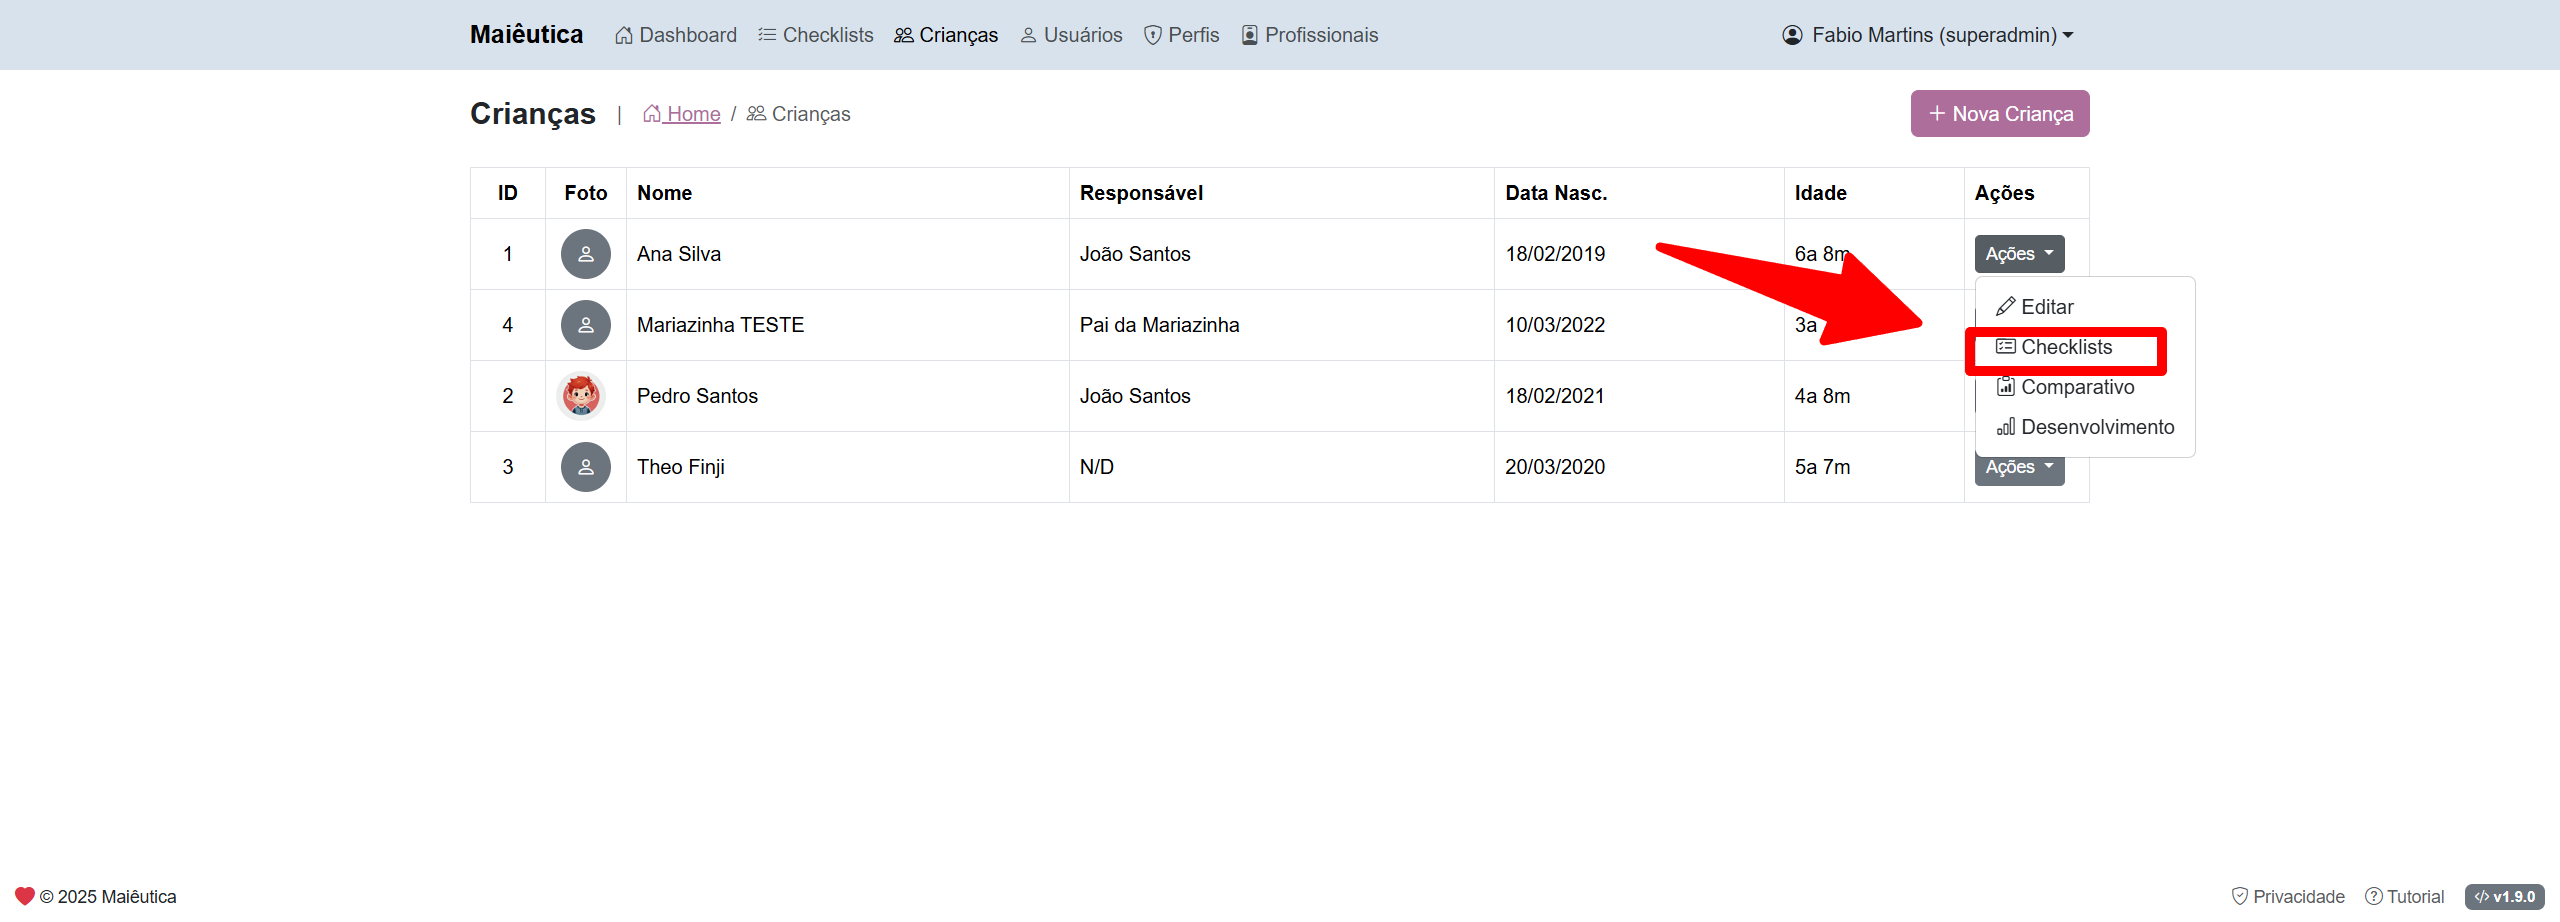 Maiêutica Dashboard Checklists Crianças Usuários Perfis Profissionais Fabio Martins (superadmin)
Crianças | Home / Crianças + Nova Criança
ID Foto Nome Responsável Data Nasc. Idade Ações
1 Ana Silva João Santos 18/02/2019 6a 8m Ações
Editar
4 Mariazinha TESTE Pai da Mariazinha 10/03/2022 3a
Checklists
Comparativo
2 Pedro Santos João Santos 18/02/2021 4a 8m
Desenvolvimento
3 Theo Finji N/D 20/03/2020 5a 7m Ações
© 2025 Maiêutica Privacidade Tutorial v1.9.0